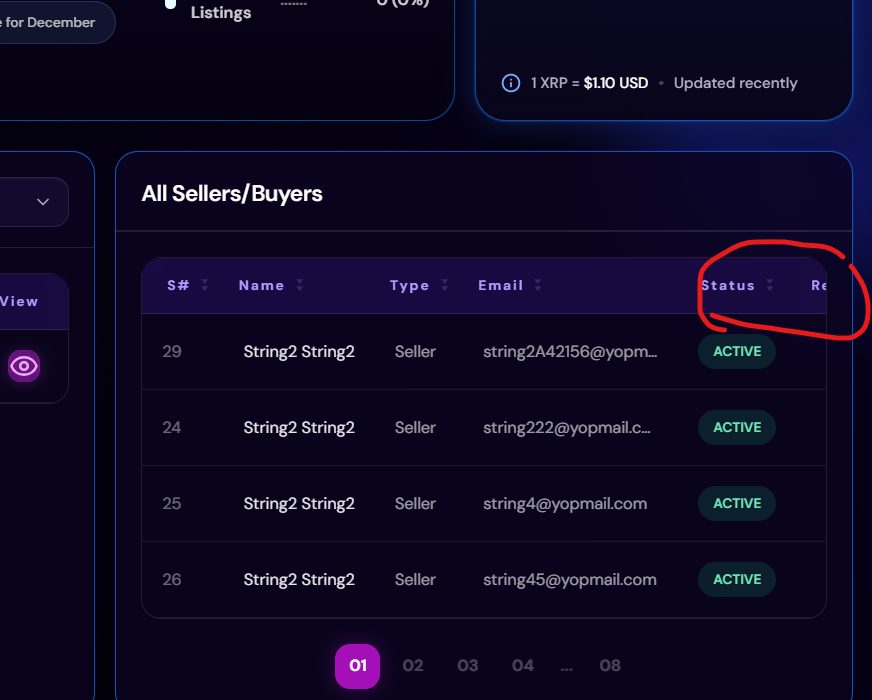 e for December
Listings
1 XRP = $1.10 USD • Updated recently
All Sellers/Buyers
View
S# Name Type Email Status Re
29 String2 String2 Seller string2A42156@yopm... ACTIVE
24 String2 String2 Seller string222@yopmail.c... ACTIVE
25 String2 String2 Seller string4@yopmail.com ACTIVE
26 String2 String2 Seller string45@yopmail.com ACTIVE
01 02 03 04 ... 08